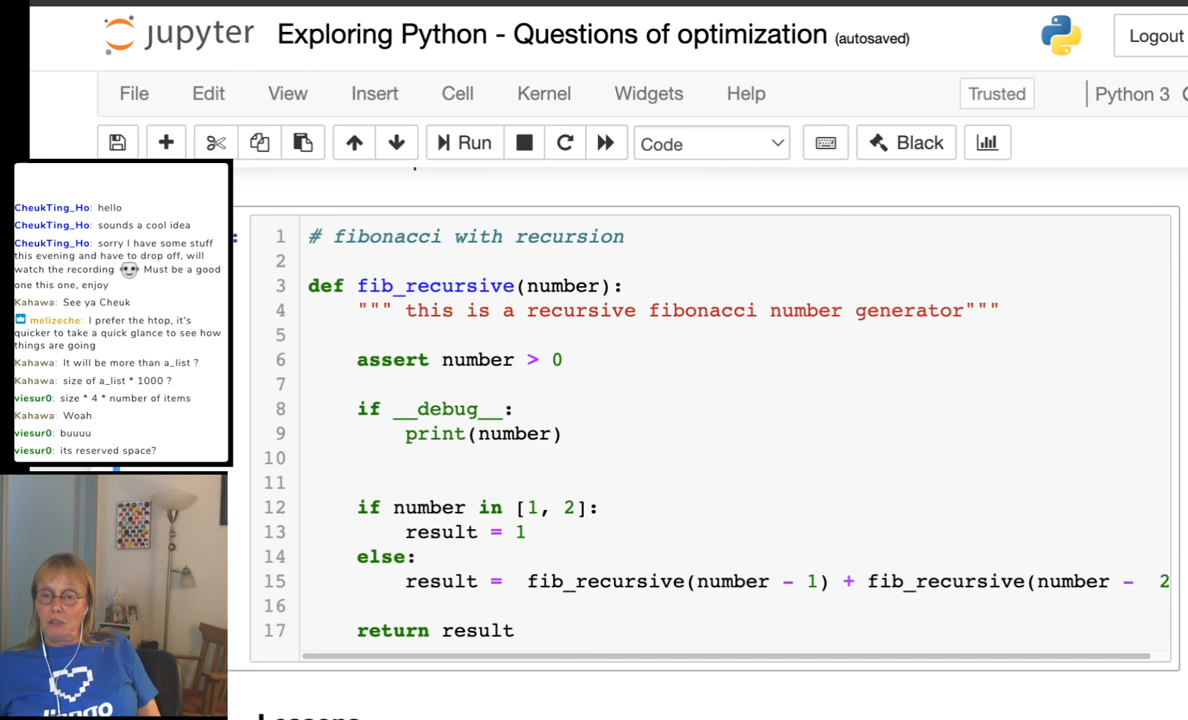 jupyter Exploring Python - Questions of optimization (autosaved) Logout
File Edit View Insert Cell Kernel Widgets Help Trusted Python 3
Run Code Black
CheukTing_Ho: hello
CheukTing_Ho: sounds a cool idea
CheukTing_Ho: sorry I have some stuff
this evening and have to drop off, will
watch the recording Must be a good
one this one, enjoy
Kahawa: See ya Cheuk
melizeche: I prefer the htop, it's
quicker to take a quick glance to see how
things are going
Kahawa: It will be more than a_list ?
Kahawa: size of a_list * 1000 ?
viesur0: size * 4 * number of items
Kahawa: Woah
viesur0: buuuu
viesur0: its reserved space?
1 # fibonacci with recursion
2
3 def fib_recursive(number):
4 """ this is a recursive fibonacci number generator"""
5
6 assert number > 0
7
8 if __debug__:
9 print(number)
10
11
12 if number in [1, 2]:
13 result = 1
14 else:
15 result = fib_recursive(number - 1) + fib_recursive(number - 2
16
17 return result